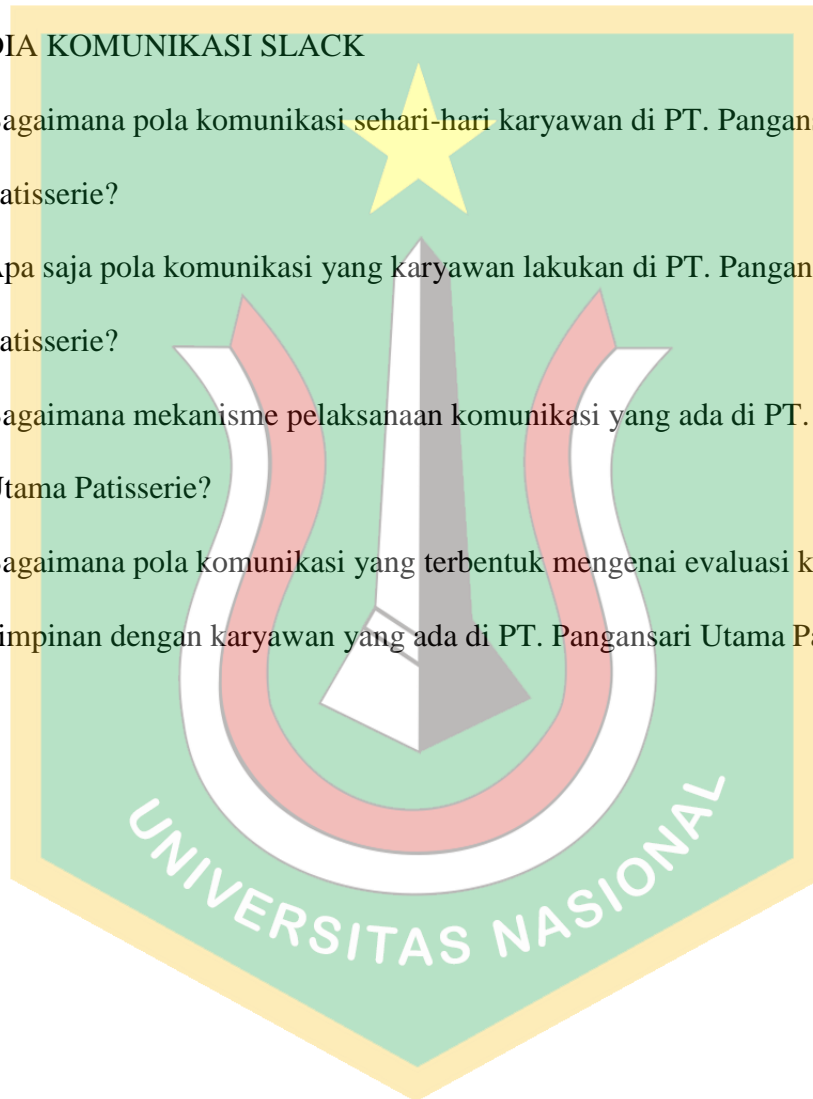 DIA KOMUNIKASI SLACK
agaimana pola komunikasi sehari-hari karyawan di PT. Pangans
atisserie?
pa saja pola komunikasi yang karyawan lakukan di PT. Pangan
atisserie?
agaimana mekanisme pelaksanaan komunikasi yang ada di PT.
Utama Patisserie?
agaimana pola komunikasi yang terbentuk mengenai evaluasi k
impinan dengan karyawan yang ada di PT. Pangansari Utama Pa
UNIVERSITAS NASIONAL